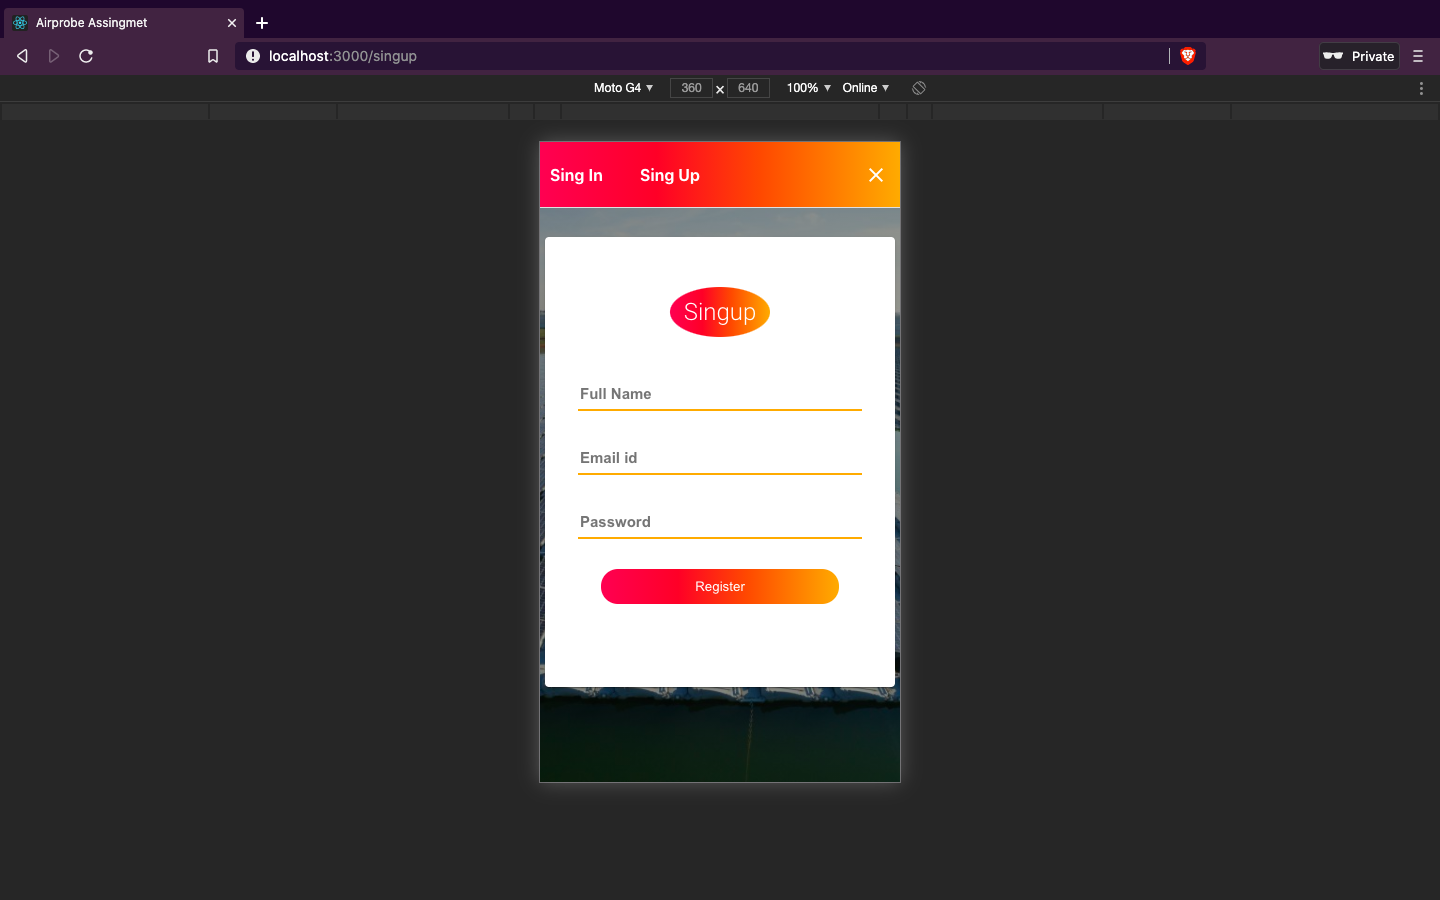 Airprobe Assingmet
localhost:3000/singup
Private
Moto G4 360 × 640 100% Online
Sing In Sing Up
Singup
Full Name
Email id
Password
Register